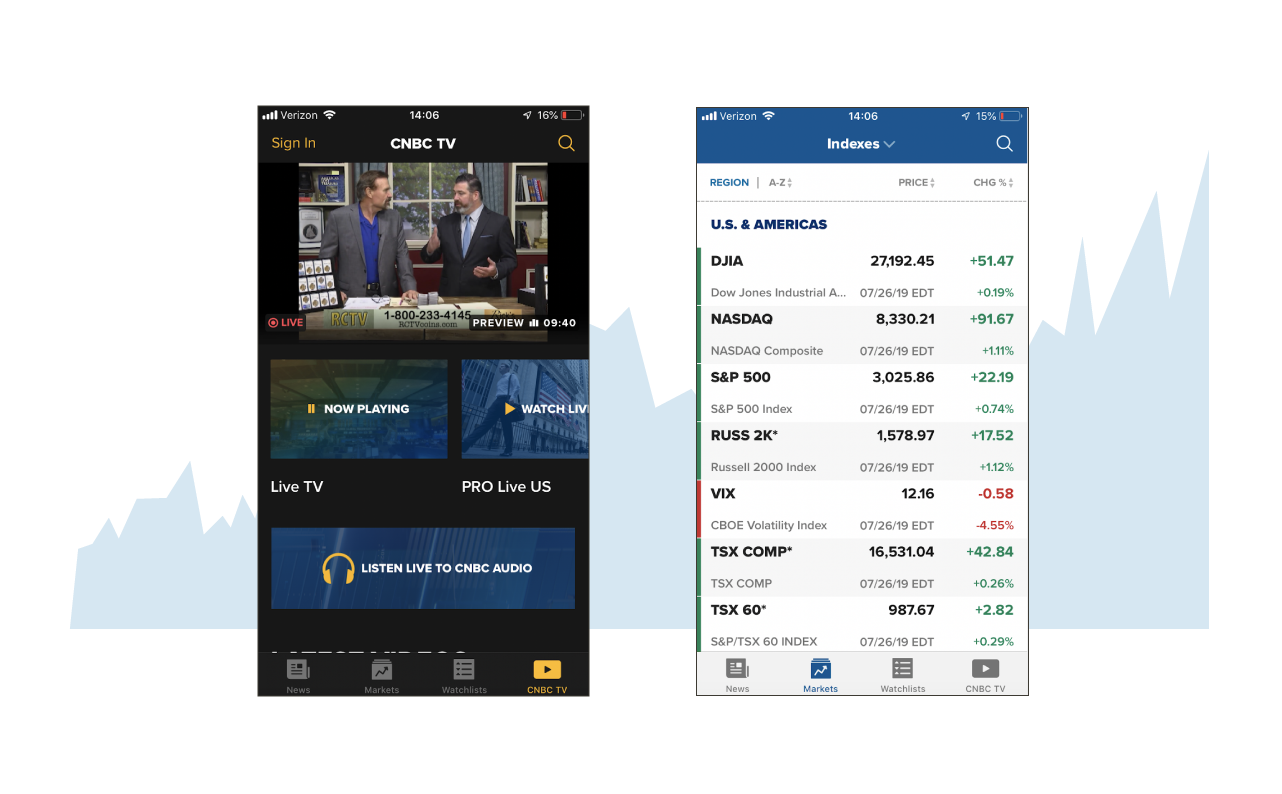 Verizon 14:06 16%
Sign In CNBC TV
LIVE RCTV 1-800-233-4145
RCTVcoins.com PREVIEW 09:40
NOW PLAYING WATCH LIV
Live TV PRO Live US
LISTEN LIVE TO CNBC AUDIO
LATEST VIDEOS
News Markets Watchlists CNBC TV
Verizon 14:06 15%
Indexes
REGION | A-Z PRICE CHG %
U.S. & AMERICAS
DJIA 27,192.45 +51.47
Dow Jones Industrial A... 07/26/19 EDT +0.19%
NASDAQ 8,330.21 +91.67
NASDAQ Composite 07/26/19 EDT +1.11%
S&P 500 3,025.86 +22.19
S&P 500 Index 07/26/19 EDT +0.74%
RUSS 2K* 1,578.97 +17.52
Russell 2000 Index 07/26/19 EDT +1.12%
VIX 12.16 -0.58
CBOE Volatility Index 07/26/19 EDT -4.55%
TSX COMP* 16,531.04 +42.84
TSX COMP 07/26/19 EDT +0.26%
TSX 60* 987.67 +2.82
S&P/TSX 60 INDEX 07/26/19 EDT +0.29%
News Markets Watchlists CNBC TV